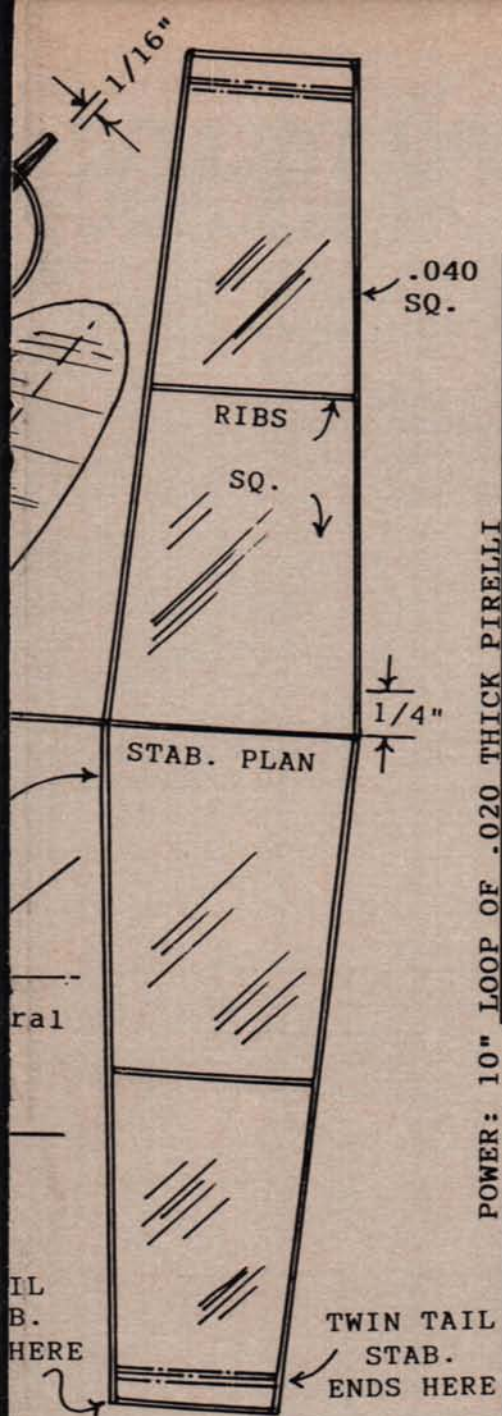 1/16"
.040
SQ.
RIBS
SQ.
1/4"
STAB. PLAN
POWER: 10" LOOP OF .020 THICK PIRELLI
ral
IL
B.
HERE
TWIN TAIL
STAB.
ENDS HERE